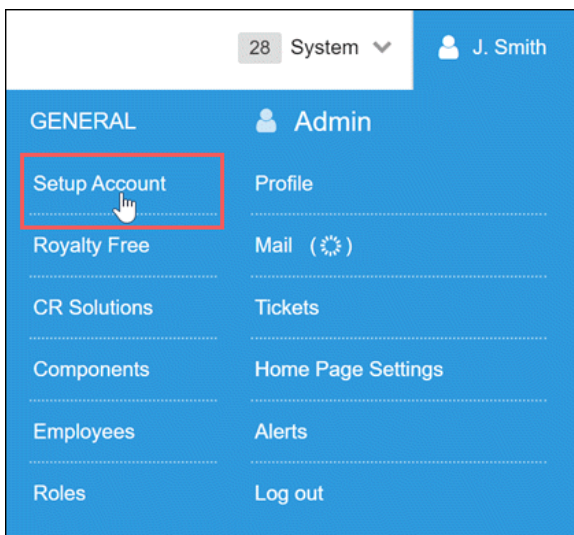 28 System J. Smith
GENERAL
Setup Account
Royalty Free
CR Solutions
Components
Employees
Roles
Admin
Profile
Mail ( )
Tickets
Home Page Settings
Alerts
Log out